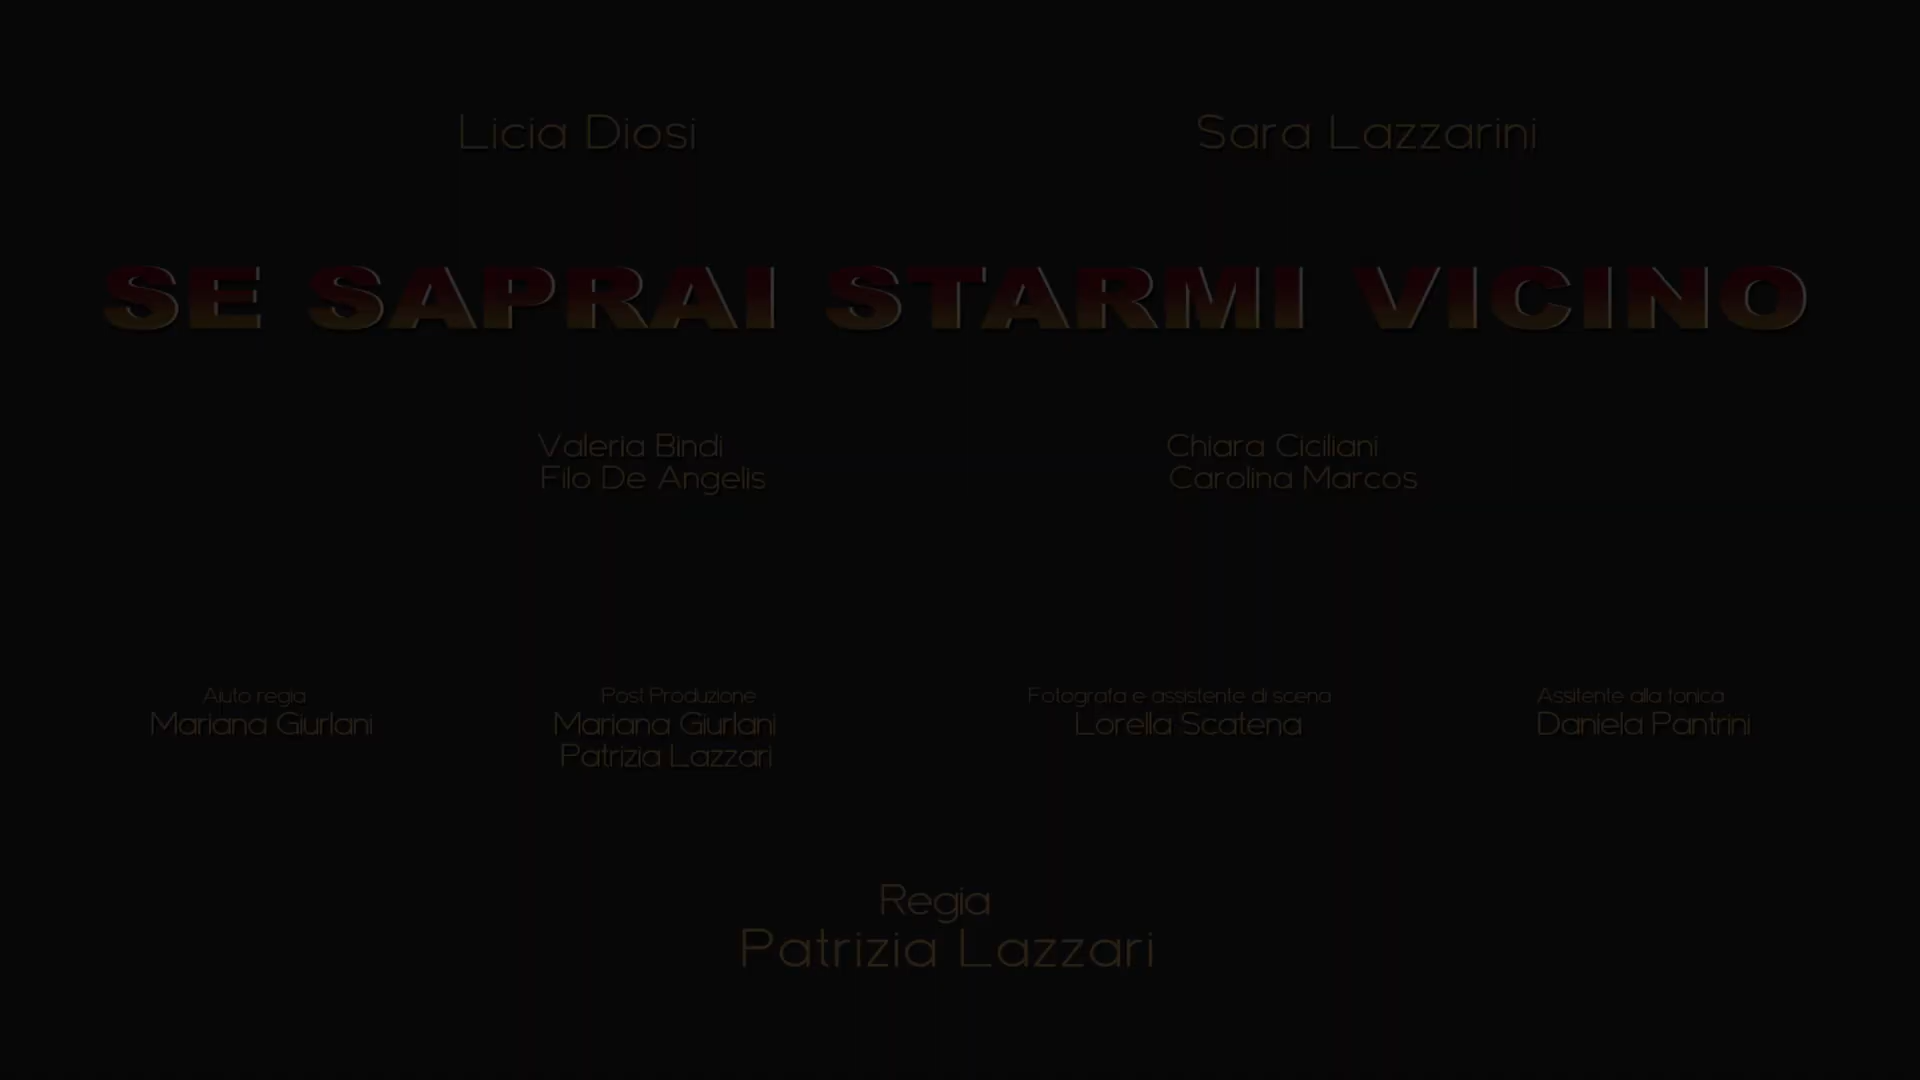 Licia Diosi
Sara Lazzarini
SE SAPRAI STARMI VICINO
Valeria Bindi
Filo De Angelis
Chiara Ciciliani
Carolina Marcos
Aiuto regia
Mariana Giurlani
Post Produzione
Mariana Giurlani
Patrizia Lazzari
Fotografa e assistente di scena
Lorella Scatena
Assitente alla fonica
Daniela Pantrini
Regia
Patrizia Lazzari